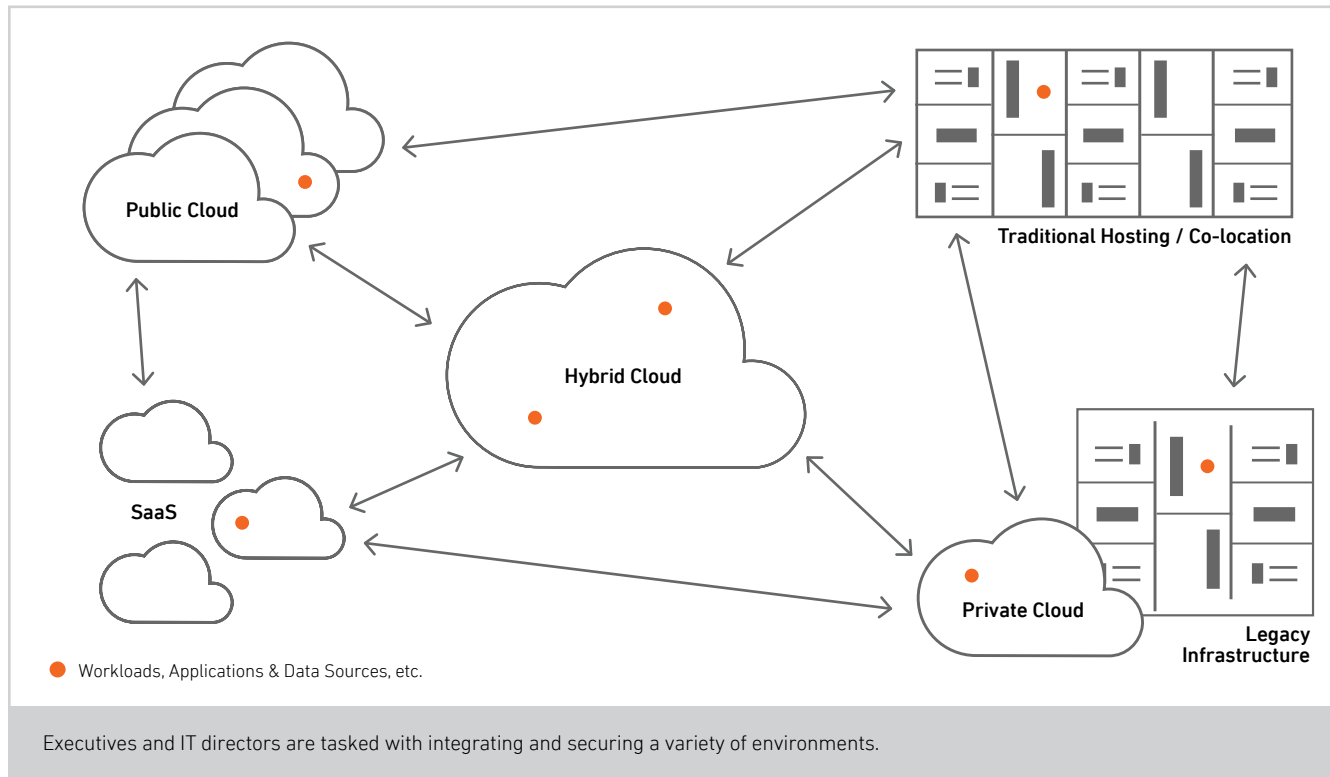 Public Cloud
Traditional Hosting / Co-location
Hybrid Cloud
SaaS
Private Cloud
Legacy
Infrastructure
Workloads, Applications & Data Sources, etc.
Executives and IT directors are tasked with integrating and securing a variety of environments.